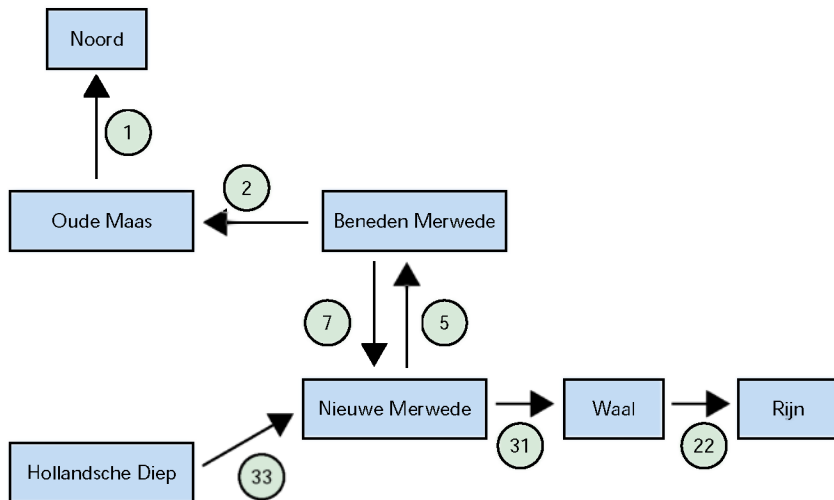 Noord
1
2
Oude Maas
Beneden Merwede
7
5
Nieuwe Merwede
Waal
Rijn
31
22
Hollandsche Diep
33